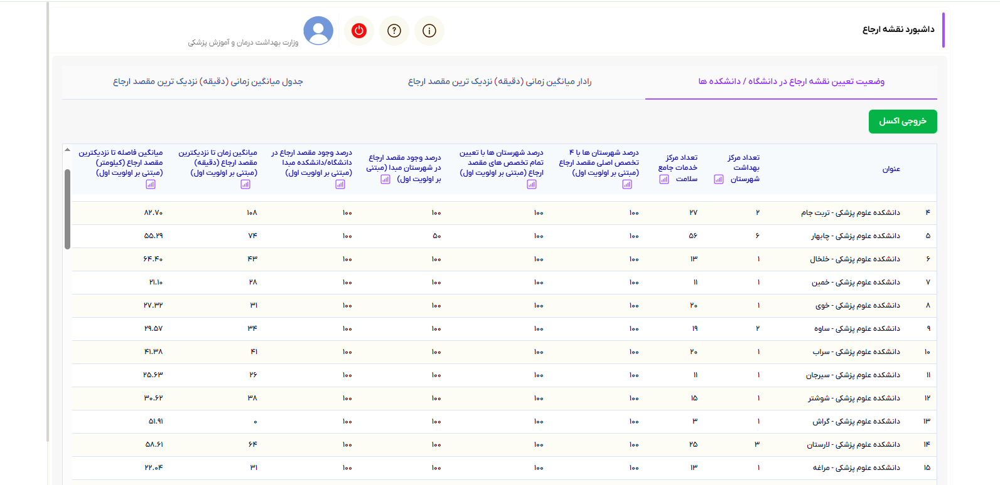 داشبورد نقشه ارجاع
وزارت بهداشت درمان و آموزش پزشکی
وضعیت تعیین نقشه ارجاع در دانشگاه / دانشکده ها
رادار میانگین زمانی (دقیقه) نزدیک ترین مقصد ارجاع
جدول میانگین زمانی (دقیقه) نزدیک ترین مقصد ارجاع
خروجی اکسل
عنوان
تعداد مرکز
بهداشت
شهرستان
تعداد مرکز
خدمات جامع
سلامت
درصد شهرستان ها با ۴
تخصص اصلی مقصد ارجاع
(مبتنی بر اولویت اول)
درصد شهرستان ها با تعیین
تمام تخصص های مقصد
ارجاع (مبتنی بر اولویت اول)
درصد وجود مقصد ارجاع
در شهرستان مبدا (مبتنی
بر اولویت اول)
درصد وجود مقصد ارجاع در
دانشگاه/دانشکده مبدا
(مبتنی بر اولویت اول)
میانگین زمان تا نزدیکترین
مقصد ارجاع (دقیقه)
(مبتنی بر اولویت اول)
میانگین فاصله تا نزدیکترین
مقصد ارجاع (کیلومتر)
(مبتنی بر اولویت اول)
۴ دانشکده علوم پزشکی - تربت جام ۲ ۲۷ ۱۰۰ ۱۰۰ ۱۰۰ ۱۰۰ ۱۰۸ ۸۲.۷۰
۵ دانشکده علوم پزشکی - چابهار ۶ ۵۶ ۱۰۰ ۱۰۰ ۵۰ ۱۰۰ ۷۴ ۵۵.۲۹
۶ دانشکده علوم پزشکی - خلخال ۱ ۱۳ ۱۰۰ ۱۰۰ ۱۰۰ ۱۰۰ ۴۳ ۶۴.۴۰
۷ دانشکده علوم پزشکی - خمین ۱ ۱۱ ۱۰۰ ۱۰۰ ۱۰۰ ۱۰۰ ۲۸ ۲۱.۱۰
۸ دانشکده علوم پزشکی - خوی ۱ ۲۰ ۱۰۰ ۱۰۰ ۱۰۰ ۱۰۰ ۳۱ ۲۷.۳۲
۹ دانشکده علوم پزشکی - ساوه ۲ ۱۹ ۱۰۰ ۱۰۰ ۱۰۰ ۱۰۰ ۳۴ ۲۹.۵۷
۱۰ دانشکده علوم پزشکی - سراب ۱ ۲۰ ۱۰۰ ۱۰۰ ۱۰۰ ۱۰۰ ۴۱ ۴۱.۳۸
۱۱ دانشکده علوم پزشکی - سیرجان ۱ ۱۱ ۱۰۰ ۱۰۰ ۱۰۰ ۱۰۰ ۲۶ ۲۵.۶۳
۱۲ دانشکده علوم پزشکی - شوشتر ۱ ۱۵ ۱۰۰ ۱۰۰ ۱۰۰ ۱۰۰ ۳۸ ۳۰.۶۲
۱۳ دانشکده علوم پزشکی - گراش ۱ ۳ ۱۰۰ ۱۰۰ ۱۰۰ ۱۰۰ ۰ ۵۱.۹۱
۱۴ دانشکده علوم پزشکی - لارستان ۳ ۲۵ ۱۰۰ ۱۰۰ ۱۰۰ ۱۰۰ ۶۴ ۵۸.۶۱
۱۵ دانشکده علوم پزشکی - مراغه ۱ ۱۳ ۱۰۰ ۱۰۰ ۱۰۰ ۱۰۰ ۳۱ ۲۲.۰۴